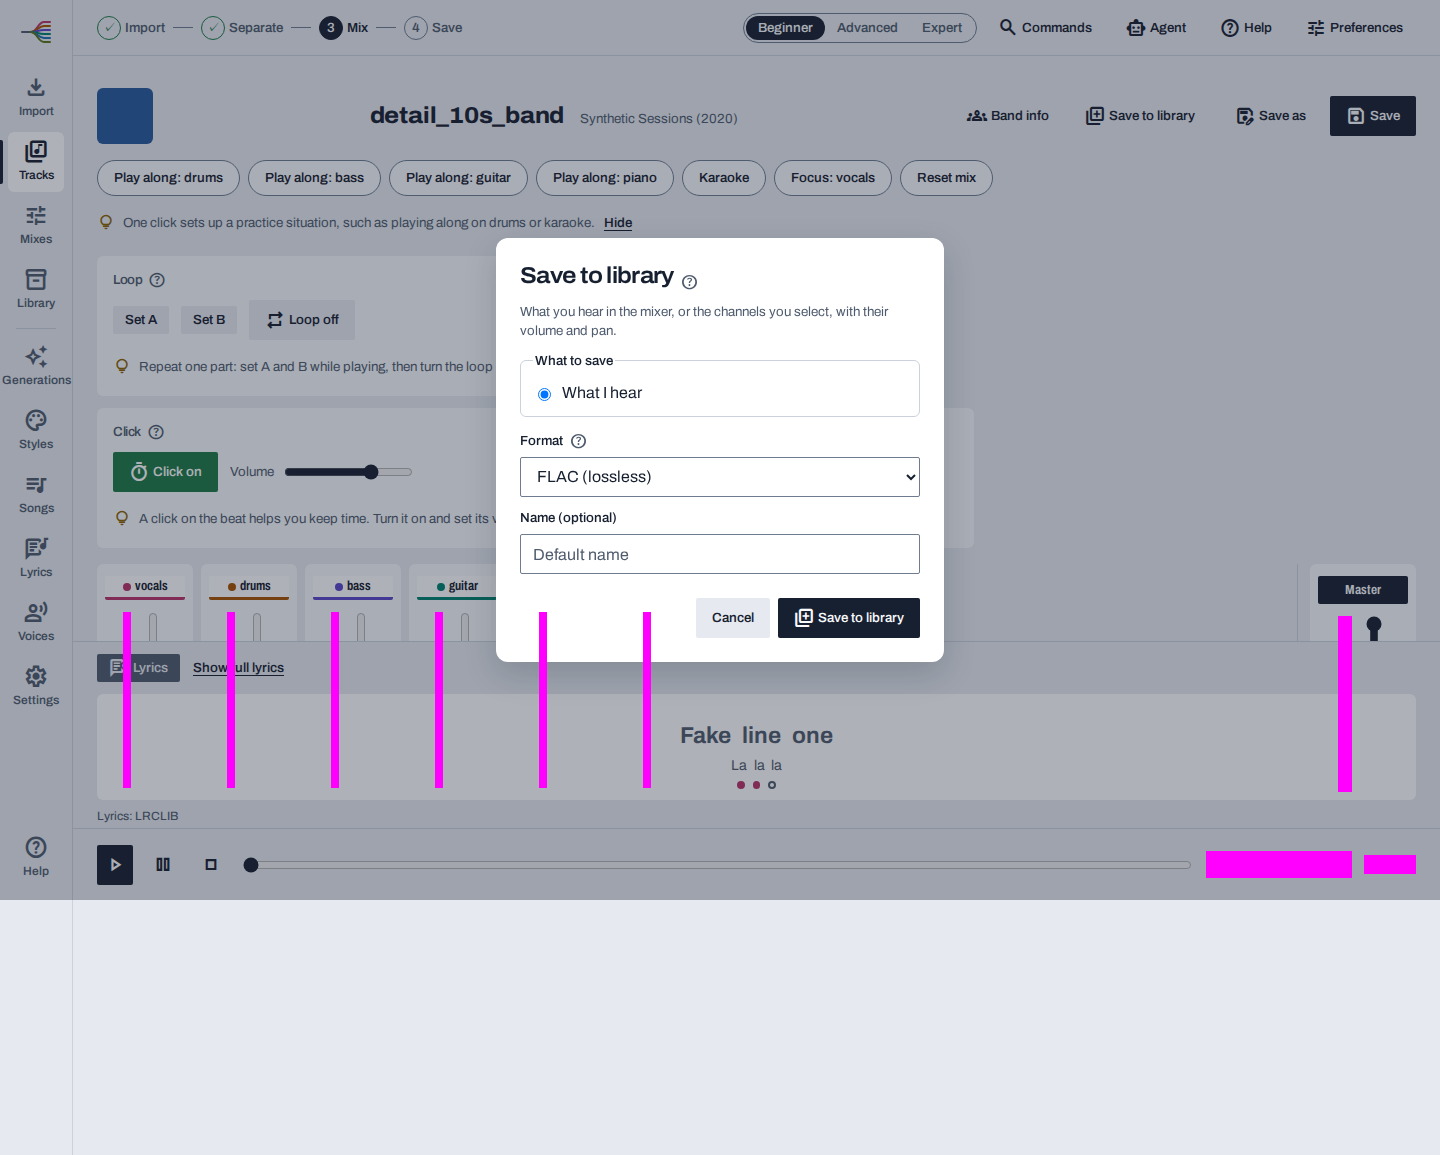 Import
Separate
3 Mix
4 Save
Beginner
Advanced
Expert
Commands
Agent
Help
Preferences
Import
Tracks
Mixes
Library
Generations
Styles
Songs
Lyrics
Voices
Settings
Help
detail_10s_band
Synthetic Sessions (2020)
Band info
Save to library
Save as
Save
Play along: drums
Play along: bass
Play along: guitar
Play along: piano
Karaoke
Focus: vocals
Reset mix
One click sets up a practice situation, such as playing along on drums or karaoke. Hide
Loop
Set A
Set B
Loop off
Repeat one part: set A and B while playing, then turn the loop
Click
Click on
Volume
A click on the beat helps you keep time. Turn it on and set its
vocals
drums
bass
guitar
Master
Save to library
What you hear in the mixer, or the channels you select, with their
volume and pan.
What to save
What I hear
Format
FLAC (lossless)
Name (optional)
Default name
Cancel
Save to library
Lyrics
Show full lyrics
Fake line one
La la la
Lyrics: LRCLIB